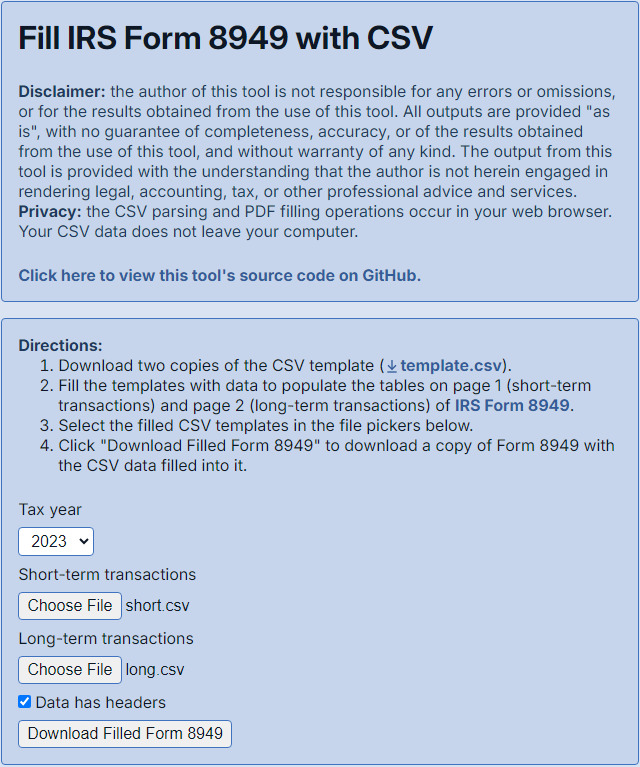 Fill IRS Form 8949 with CSV
Disclaimer: the author of this tool is not responsible for any errors or omissions,
or for the results obtained from the use of this tool. All outputs are provided "as
is", with no guarantee of completeness, accuracy, or of the results obtained
from the use of this tool, and without warranty of any kind. The output from this
tool is provided with the understanding that the author is not herein engaged in
rendering legal, accounting, tax, or other professional advice and services.
Privacy: the CSV parsing and PDF filling operations occur in your web browser.
Your CSV data does not leave your computer.
Click here to view this tool's source code on GitHub.
Directions:
1. Download two copies of the CSV template (↓template.csv).
2. Fill the templates with data to populate the tables on page 1 (short-term
transactions) and page 2 (long-term transactions) of IRS Form 8949.
3. Select the filled CSV templates in the file pickers below.
4. Click "Download Filled Form 8949" to download a copy of Form 8949 with
the CSV data filled into it.
Tax year
2023
Short-term transactions
Choose File short.csv
Long-term transactions
Choose File long.csv
Data has headers
Download Filled Form 8949